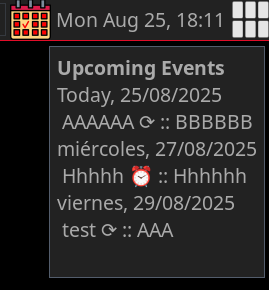 Mon Aug 25, 18:11
Upcoming Events
Today, 25/08/2025
AAAAAA ⟳ :: BBBBBB
miércoles, 27/08/2025
Hhhhh ⏰ :: Hhhhhh
viernes, 29/08/2025
test ⟳ :: AAA